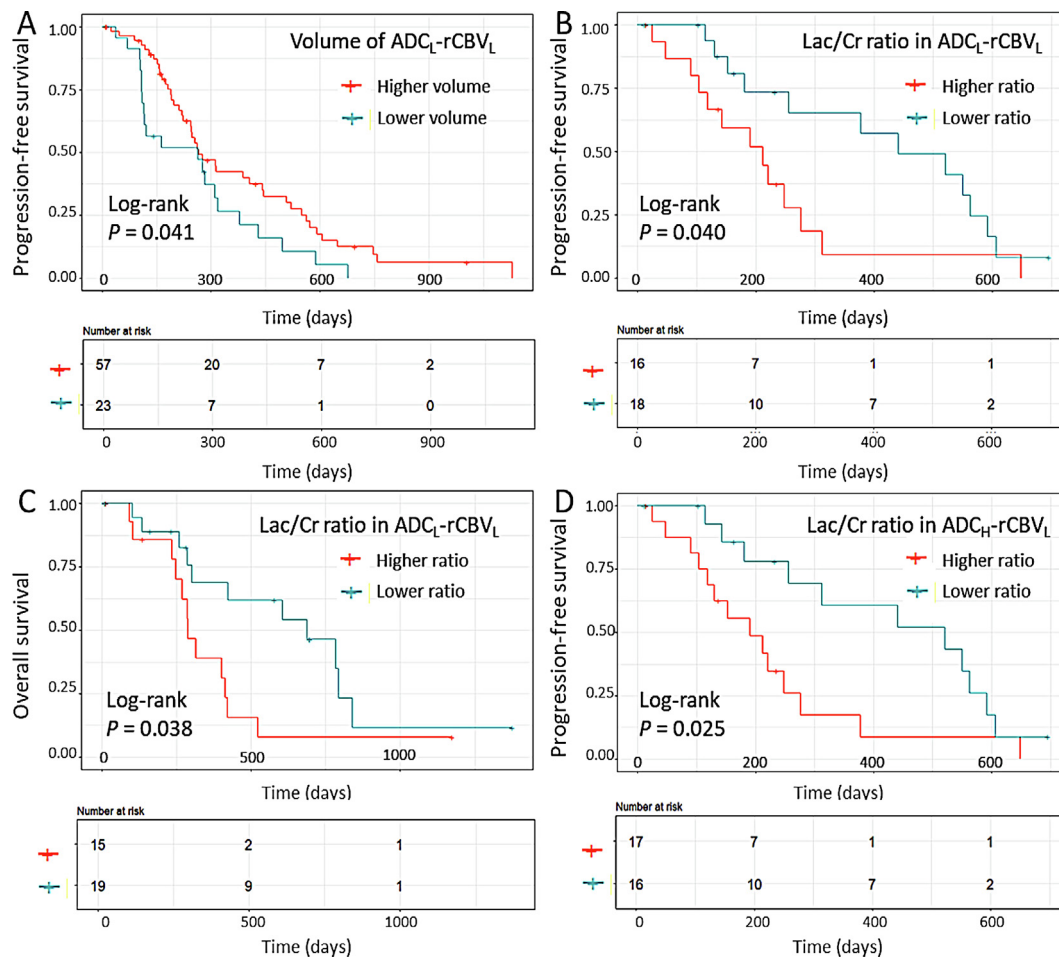 A
Volume of ADCL-rCBVL
Higher volume
Lower volume
Progression-free survival
1.00
0.75
0.50
0.25
0.00
Log-rank
P = 0.041
0 300 600 900
Time (days)
Number at risk
57 20 7 2
23 7 1 0
0 300 600 900
Time (days)
B
Lac/Cr ratio in ADCL-rCBVL
Higher ratio
Lower ratio
Progression-free survival
1.00
0.75
0.50
0.25
0.00
Log-rank
P = 0.040
0 200 400 600
Time (days)
Number at risk
16 7 1 1
18 10 7 2
0 200 400 600
Time (days)
C
Lac/Cr ratio in ADCL-rCBVL
Higher ratio
Lower ratio
Overall survival
1.00
0.75
0.50
0.25
0.00
Log-rank
P = 0.038
0 500 1000
Time (days)
Number at risk
15 2 1
19 9 1
0 500 1000
Time (days)
D
Lac/Cr ratio in ADCH-rCBVL
Higher ratio
Lower ratio
Progression-free survival
1.00
0.75
0.50
0.25
0.00
Log-rank
P = 0.025
0 200 400 600
Time (days)
Number at risk
17 7 1 1
16 10 7 2
0 200 400 600
Time (days)